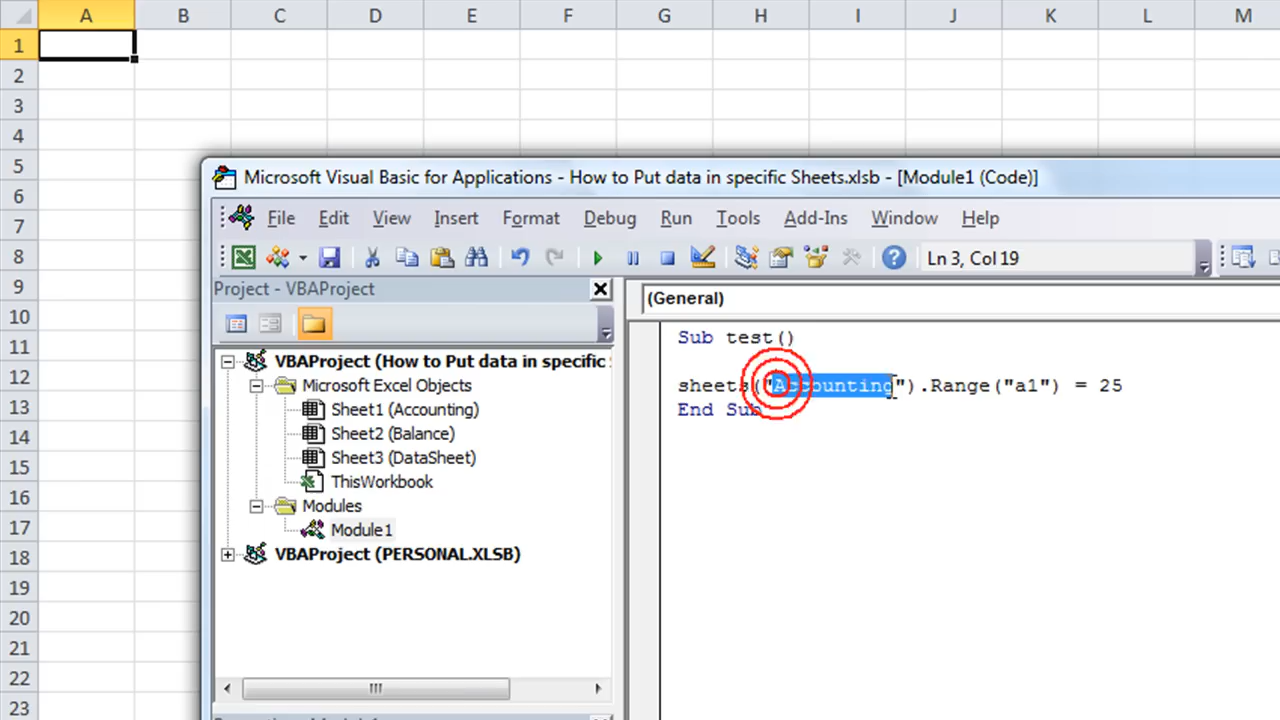 A B C D E F G H I J K L M
1
2
3
4
5
6
7
8
9
10
11
12
13
14
15
16
17
18
19
20
21
22
23
Microsoft Visual Basic for Applications - How to Put data in specific Sheets.xlsb - [Module1 (Code)]
File Edit View Insert Format Debug Run Tools Add-Ins Window Help
Ln 3, Col 19
Project - VBAProject
VBAProject (How to Put data in specific
Microsoft Excel Objects
Sheet1 (Accounting)
Sheet2 (Balance)
Sheet3 (DataSheet)
ThisWorkbook
Modules
Module1
VBAProject (PERSONAL.XLSB)
(General)
Sub test()
sheets("Accounting").Range("a1") = 25
End Sub